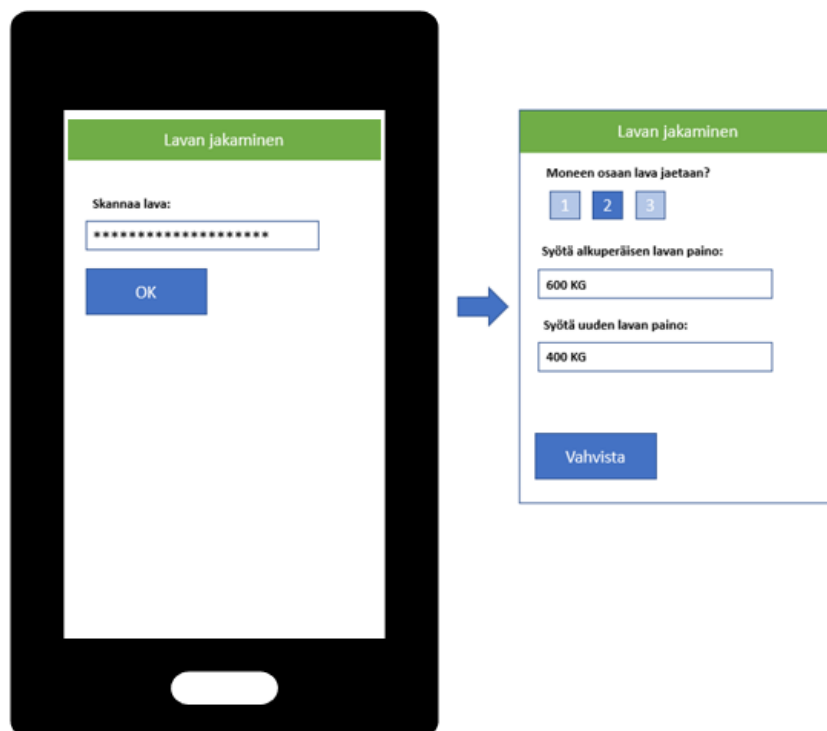 Lavan jakaminen
Skannaa lava:
********************
OK
Lavan jakaminen
Moneen osaan lava jaetaan?
1 2 3
Syötä alkuperäisen lavan paino:
600 KG
Syötä uuden lavan paino:
400 KG
Vahvista